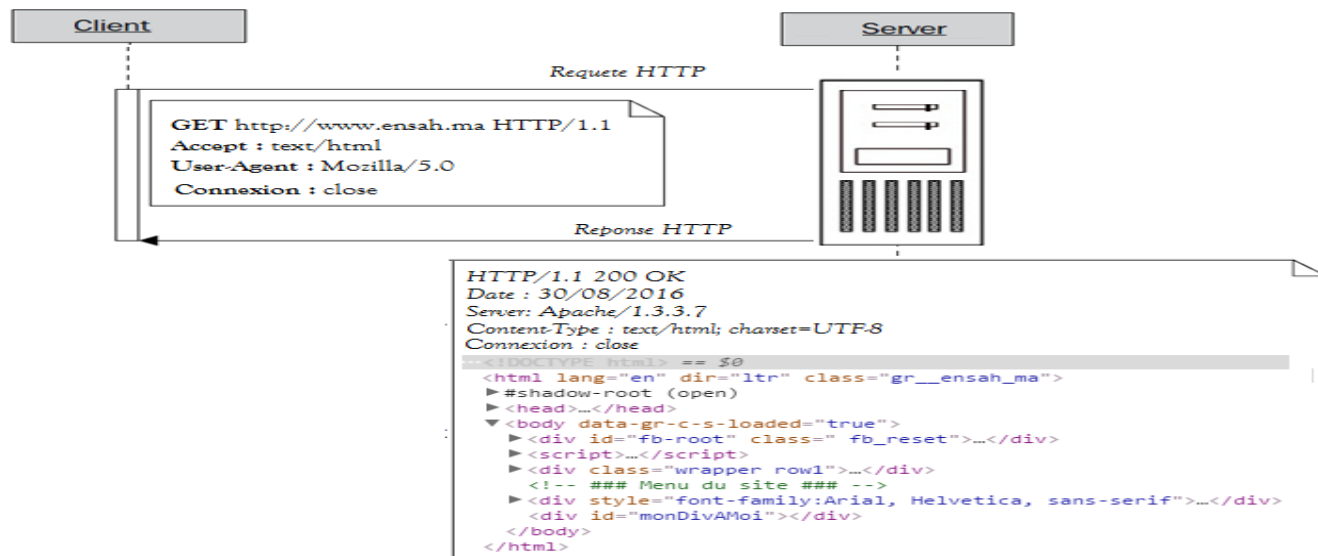 Client
Server
Requete HTTP
GET http://www.ensah.ma HTTP/1.1
Accept : text/html
User-Agent : Mozilla/5.0
Connexion : close
Reponse HTTP
HTTP/1.1 200 OK
Date : 30/08/2016
Server: Apache/1.3.3.7
Content-Type : text/html; charset=UTF-8
Connexion : close
<!DOCTYPE html> == $0
<html lang="en" dir="ltr" class="gr__ensah_ma">
▶#shadow-root (open)
▶<head>…</head>
▼<body data-gr-c-s-loaded="true">
▶<div id="fb-root" class=" fb_reset">…</div>
▶<script>…</script>
▶<div class="wrapper row1">…</div>
<!-- ### Menu du site ### -->
▶<div style="font-family:Arial, Helvetica, sans-serif">…</div>
<div id="monDivAMoi"></div>
</body>
</html>